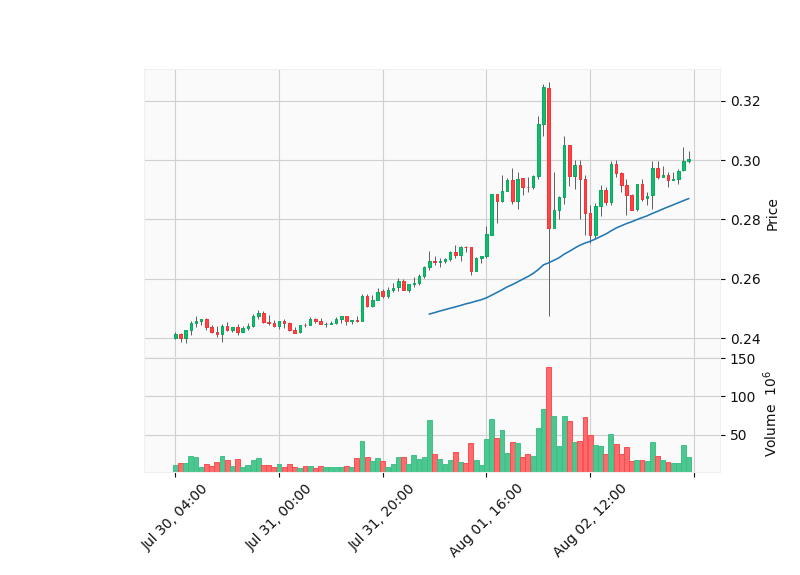 0.32
0.30
0.28
0.26
0.24
Price
150
100
50
Volume 10^6
Jul 30, 04:00
Jul 31, 00:00
Jul 31, 20:00
Aug 01, 16:00
Aug 02, 12:00